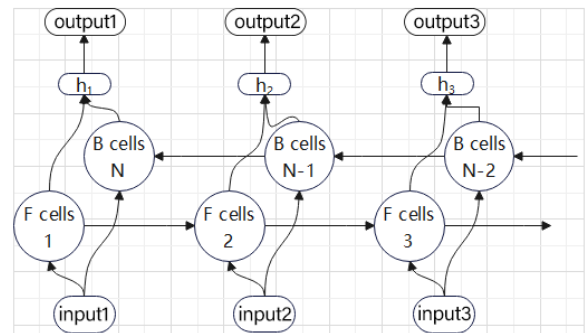 output1 output2 output3
h₁ h₂ h₃
B cells N B cells N-1 B cells N-2
F cells 1 F cells 2 F cells 3
input1 input2 input3